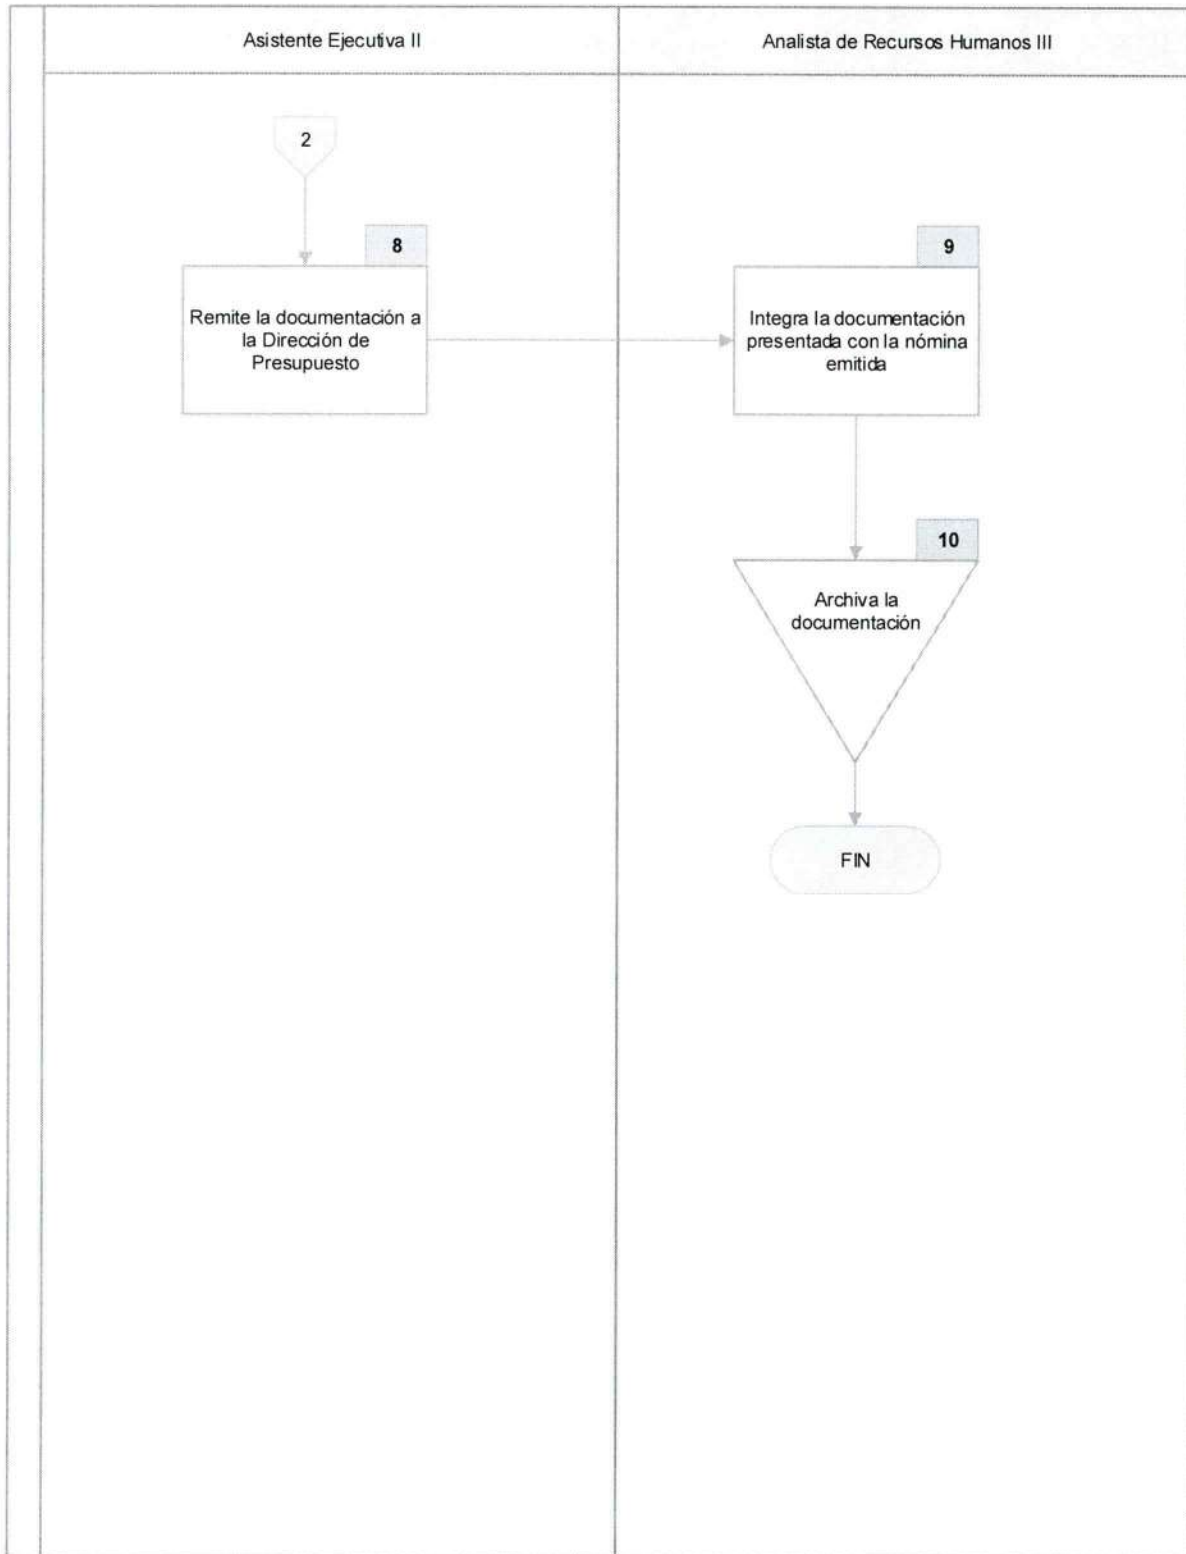 Asistente Ejecutiva II
Analista de Recursos Humanos III
2
8
Remite la documentación a
la Dirección de
Presupuesto
9
Integra la documentación
presentada con la nómina
emitida
10
Archiva la
documentación
FIN